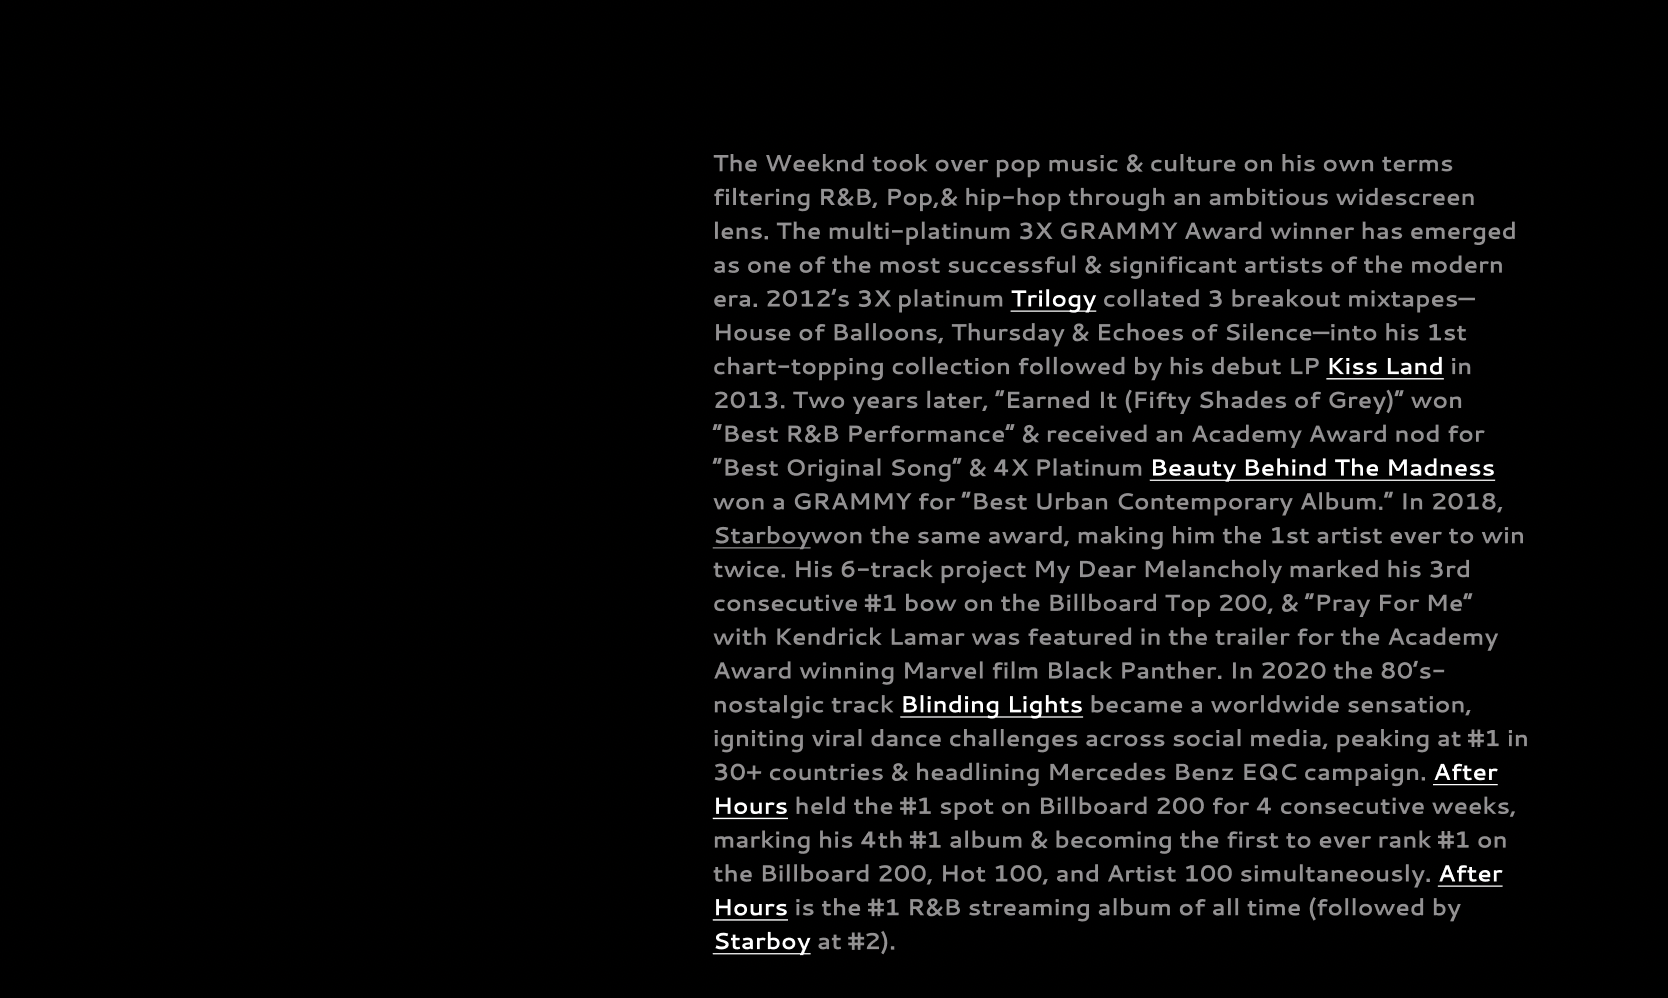 The Weeknd took over pop music & culture on his own terms
filtering R&B, Pop,& hip-hop through an ambitious widescreen
lens. The multi-platinum 3X GRAMMY Award winner has emerged
as one of the most successful & significant artists of the modern
era. 2012's 3X platinum Trilogy collated 3 breakout mixtapes—
House of Balloons, Thursday & Echoes of Silence—into his 1st
chart-topping collection followed by his debut LP Kiss Land in
2013. Two years later, "Earned It (Fifty Shades of Grey)" won
"Best R&B Performance" & received an Academy Award nod for
"Best Original Song" & 4X Platinum Beauty Behind The Madness
won a GRAMMY for "Best Urban Contemporary Album." In 2018,
Starboywon the same award, making him the 1st artist ever to win
twice. His 6-track project My Dear Melancholy marked his 3rd
consecutive #1 bow on the Billboard Top 200, & "Pray For Me"
with Kendrick Lamar was featured in the trailer for the Academy
Award winning Marvel film Black Panther. In 2020 the 80's-
nostalgic track Blinding Lights became a worldwide sensation,
igniting viral dance challenges across social media, peaking at #1 in
30+ countries & headlining Mercedes Benz EQC campaign. After
Hours held the #1 spot on Billboard 200 for 4 consecutive weeks,
marking his 4th #1 album & becoming the first to ever rank #1 on
the Billboard 200, Hot 100, and Artist 100 simultaneously. After
Hours is the #1 R&B streaming album of all time (followed by
Starboy at #2).